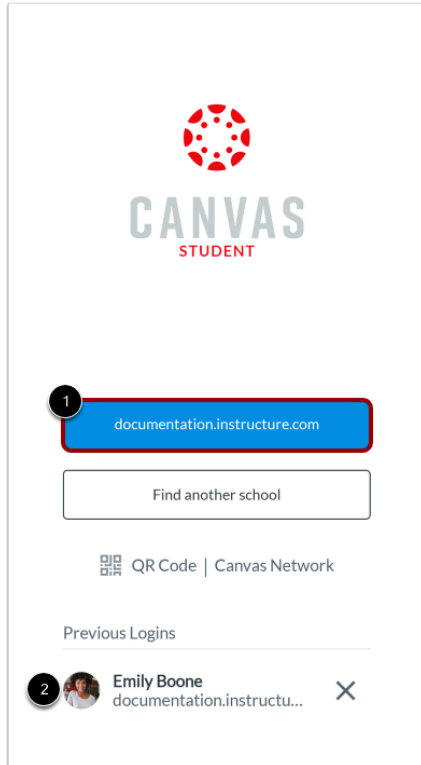 CANVAS
STUDENT
1
documentation.instructure.com
Find another school
QR Code | Canvas Network
Previous Logins
2
Emily Boone
documentation.instructu...